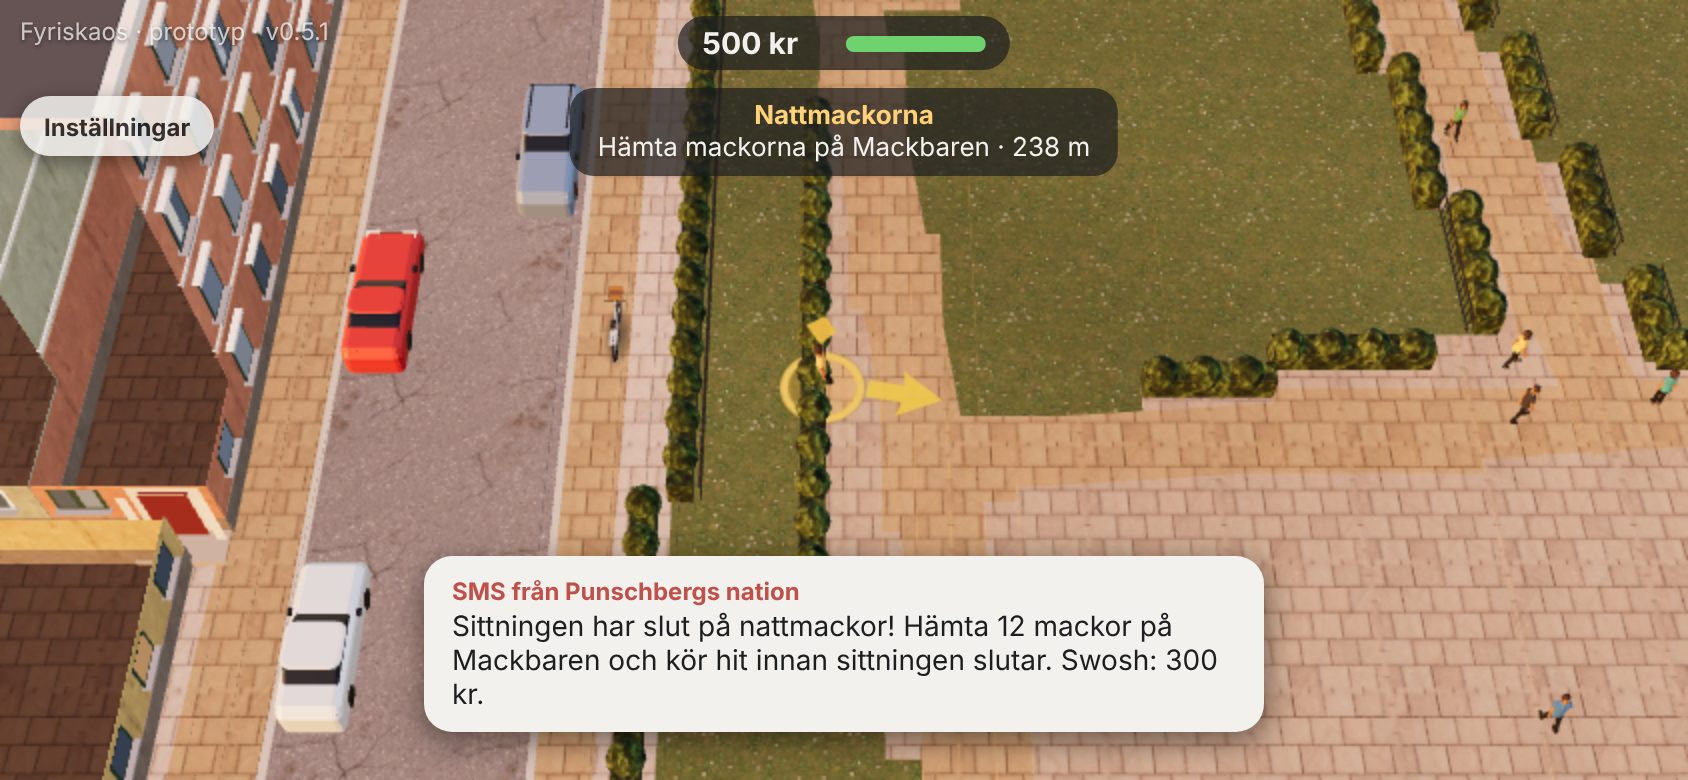 Fyriskaos · prototyp · v0.5.1
500 kr
Inställningar
Nattmackorna
Hämta mackorna på Mackbaren · 238 m
SMS från Punschbergs nation
Sittningen har slut på nattmackor! Hämta 12 mackor på
Mackbaren och kör hit innan sittningen slutar. Swosh: 300
kr.